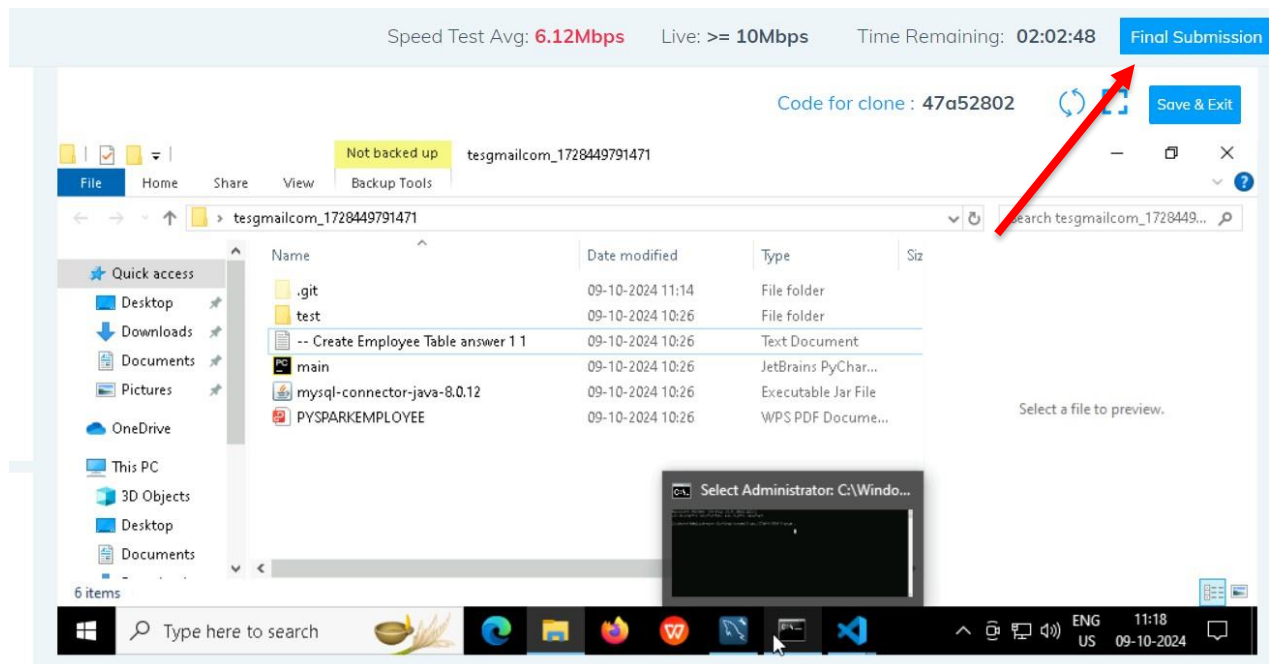 Speed Test Avg: 6.12Mbps Live: >= 10Mbps Time Remaining: 02:02:48 Final Submission
Code for clone : 47a52802 Save & Exit
Not backed up tesgmailcom_1728449791471
File Home Share View Backup Tools
tesgmailcom_1728449791471 Search tesgmailcom_1728449...
Name Date modified Type Siz
Quick access
.git 09-10-2024 11:14 File folder
Desktop
test 09-10-2024 10:26 File folder
Downloads
-- Create Employee Table answer 1 1 09-10-2024 10:26 Text Document
Documents
main 09-10-2024 10:26 JetBrains PyChar...
Pictures
mysql-connector-java-8.0.12 09-10-2024 10:26 Executable Jar File
PYSPARKEMPLOYEE 09-10-2024 10:26 WPS PDF Docume...
Select a file to preview.
OneDrive
This PC
3D Objects
Select Administrator: C:\Windo...
Desktop
Documents
6 items
Type here to search
ENG 11:18
US 09-10-2024